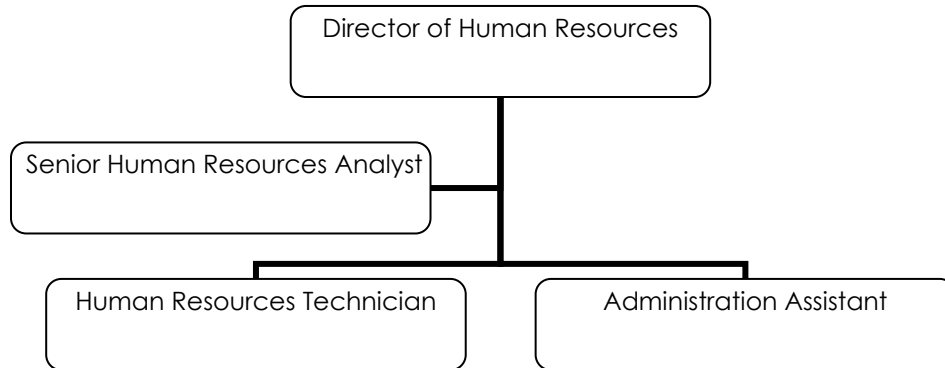 Director of Human Resources
Senior Human Resources Analyst
Human Resources Technician
Administration Assistant